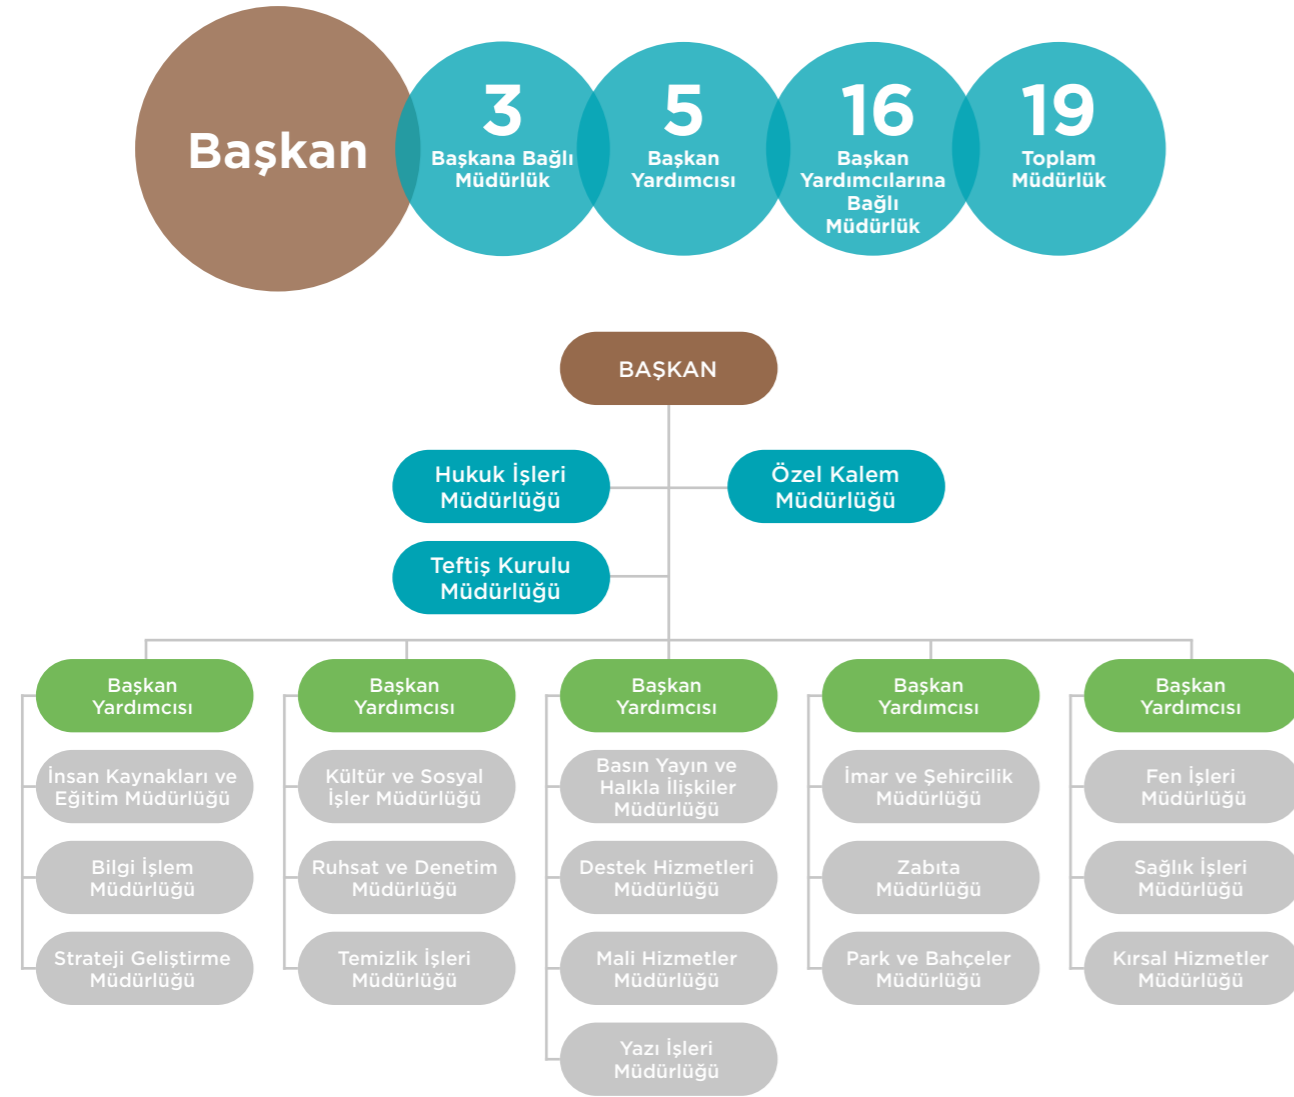 Başkan
3
Başkana Bağlı
Müdürlük
5
Başkan
Yardımcısı
16
Başkan
Yardımcılarına
Bağlı
Müdürlük
19
Toplam
Müdürlük
BAŞKAN
Hukuk İşleri
Müdürlüğü
Özel Kalem
Müdürlüğü
Teftiş Kurulu
Müdürlüğü
Başkan
Yardımcısı
İnsan Kaynakları ve
Eğitim Müdürlüğü
Bilgi İşlem
Müdürlüğü
Strateji Geliştirme
Müdürlüğü
Başkan
Yardımcısı
Kültür ve Sosyal
İşler Müdürlüğü
Ruhsat ve Denetim
Müdürlüğü
Temizlik İşleri
Müdürlüğü
Başkan
Yardımcısı
Basın Yayın ve
Halkla İlişkiler
Müdürlüğü
Destek Hizmetleri
Müdürlüğü
Mali Hizmetler
Müdürlüğü
Yazı İşleri
Müdürlüğü
Başkan
Yardımcısı
İmar ve Şehircilik
Müdürlüğü
Zabıta
Müdürlüğü
Park ve Bahçeler
Müdürlüğü
Başkan
Yardımcısı
Fen İşleri
Müdürlüğü
Sağlık İşleri
Müdürlüğü
Kırsal Hizmetler
Müdürlüğü